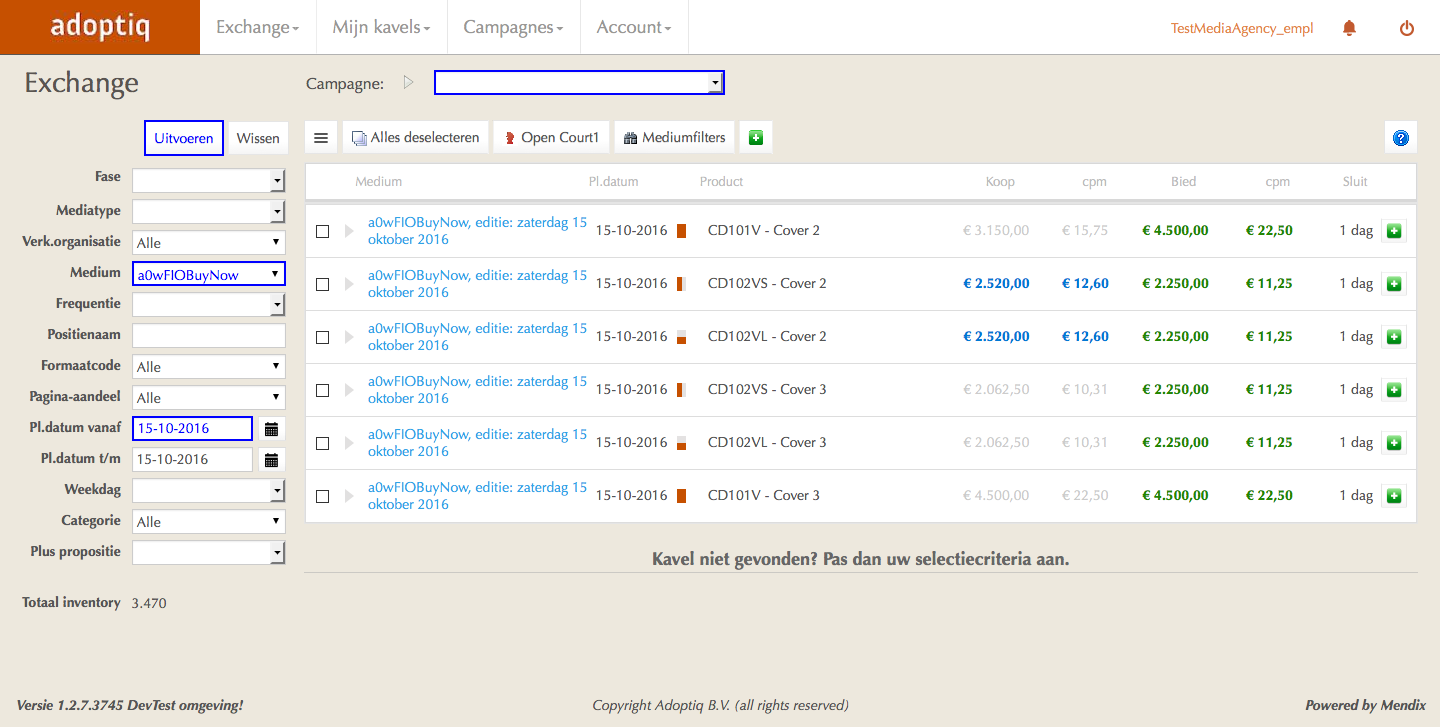 adoptiq Exchange Mijn kavels Campagnes Account TestMediaAgency_empl
Exchange Campagne:
Uitvoeren Wissen Alles deselecteren Open Court1 Mediumfilters
Fase
Mediatype
Verk.organisatie Alle
Medium a0wFIOBuyNow
Frequentie
Positienaam
Formaatcode Alle
Pagina-aandeel Alle
Pl.datum vanaf 15-10-2016
Pl.datum t/m 15-10-2016
Weekdag
Categorie Alle
Plus propositie
Totaal inventory 3.470
Medium Pl.datum Product Koop cpm Bied cpm Sluit
a0wFIOBuyNow, editie: zaterdag 15
oktober 2016 15-10-2016 CD101V - Cover 2 € 3.150,00 € 15,75 € 4.500,00 € 22,50 1 dag
a0wFIOBuyNow, editie: zaterdag 15
oktober 2016 15-10-2016 CD102VS - Cover 2 € 2.520,00 € 12,60 € 2.250,00 € 11,25 1 dag
a0wFIOBuyNow, editie: zaterdag 15
oktober 2016 15-10-2016 CD102VL - Cover 2 € 2.520,00 € 12,60 € 2.250,00 € 11,25 1 dag
a0wFIOBuyNow, editie: zaterdag 15
oktober 2016 15-10-2016 CD102VS - Cover 3 € 2.062,50 € 10,31 € 2.250,00 € 11,25 1 dag
a0wFIOBuyNow, editie: zaterdag 15
oktober 2016 15-10-2016 CD102VL - Cover 3 € 2.062,50 € 10,31 € 2.250,00 € 11,25 1 dag
a0wFIOBuyNow, editie: zaterdag 15
oktober 2016 15-10-2016 CD101V - Cover 3 € 4.500,00 € 22,50 € 4.500,00 € 22,50 1 dag
Kavel niet gevonden? Pas dan uw selectiecriteria aan.
Versie 1.2.7.3745 DevTest omgeving! Copyright Adoptiq B.V. (all rights reserved) Powered by Mendix